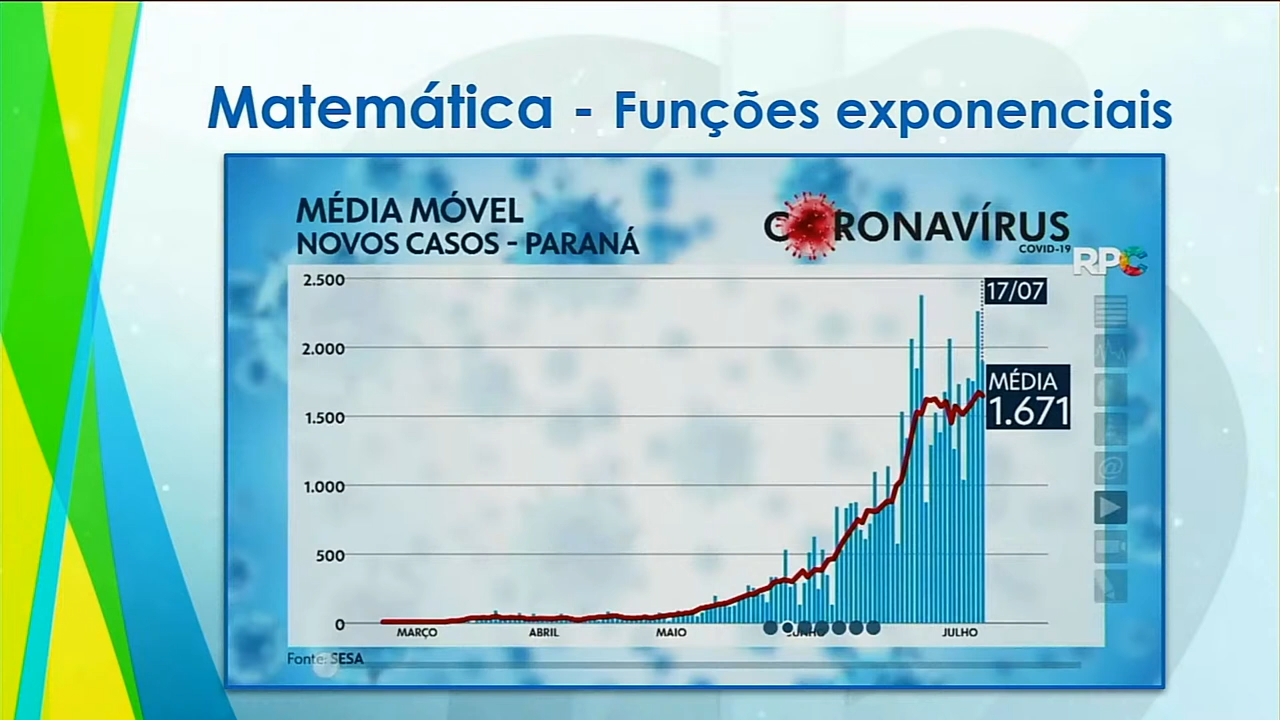 Matemática - Funções exponenciais
MÉDIA MÓVEL
NOVOS CASOS - PARANÁ
CORONAVÍRUS
COVID-19
RPC
2.500
17/07
2.000
MÉDIA
1.671
1.500
1.000
500
0
MARÇO ABRIL MAIO JUNHO JULHO
Fonte: SESA